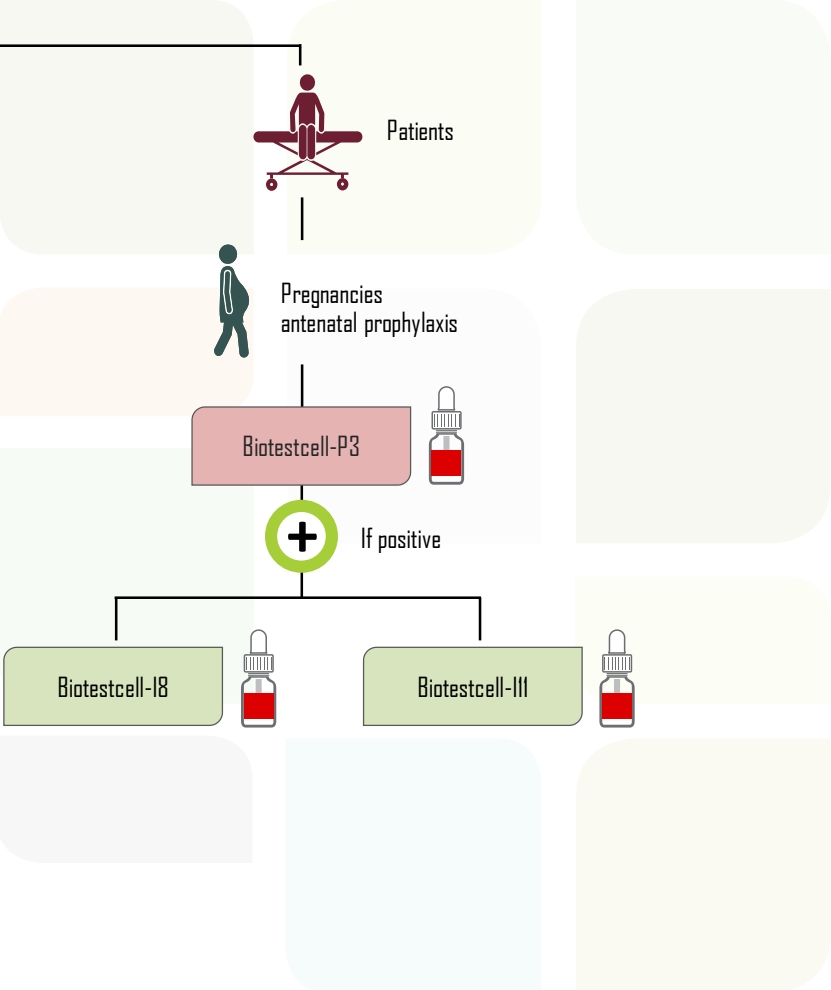 Patients
Pregnancies
antenatal prophylaxis
Biotestcell-P3
If positive
Biotestcell-I8
Biotestcell-I11